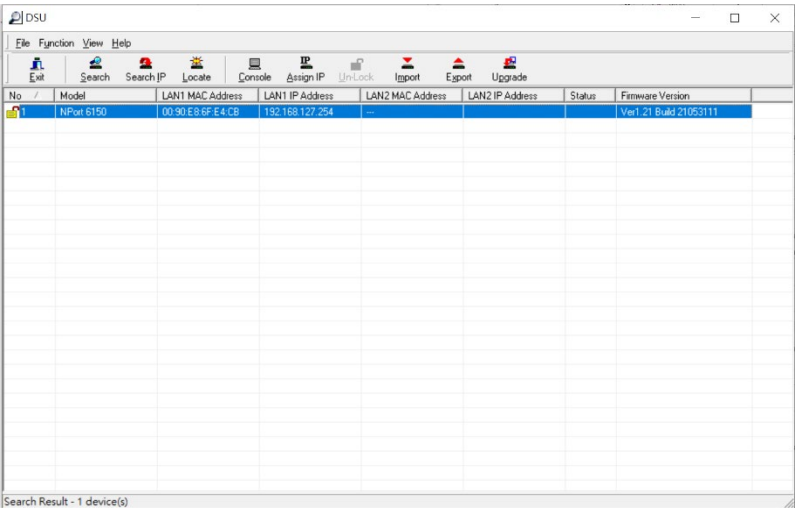 DSU
File Function View Help
Exit Search Search IP Locate Console Assign IP Un-Lock Import Export Upgrade
No / Model LAN1 MAC Address LAN1 IP Address LAN2 MAC Address LAN2 IP Address Status Firmware Version
1 NPort 6150 00:90:E8:6F:E4:CB 192.168.127.254 --- Ver1.21 Build 21053111
Search Result - 1 device(s)